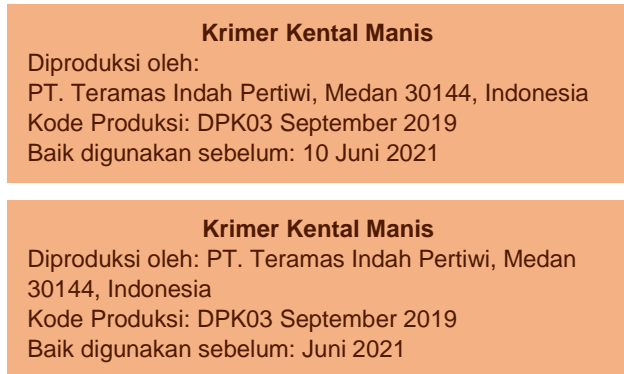 Krimer Kental Manis
Diproduksi oleh:
PT. Teramas Indah Pertiwi, Medan 30144, Indonesia
Kode Produksi: DPK03 September 2019
Baik digunakan sebelum: 10 Juni 2021
Krimer Kental Manis
Diproduksi oleh: PT. Teramas Indah Pertiwi, Medan
30144, Indonesia
Kode Produksi: DPK03 September 2019
Baik digunakan sebelum: Juni 2021